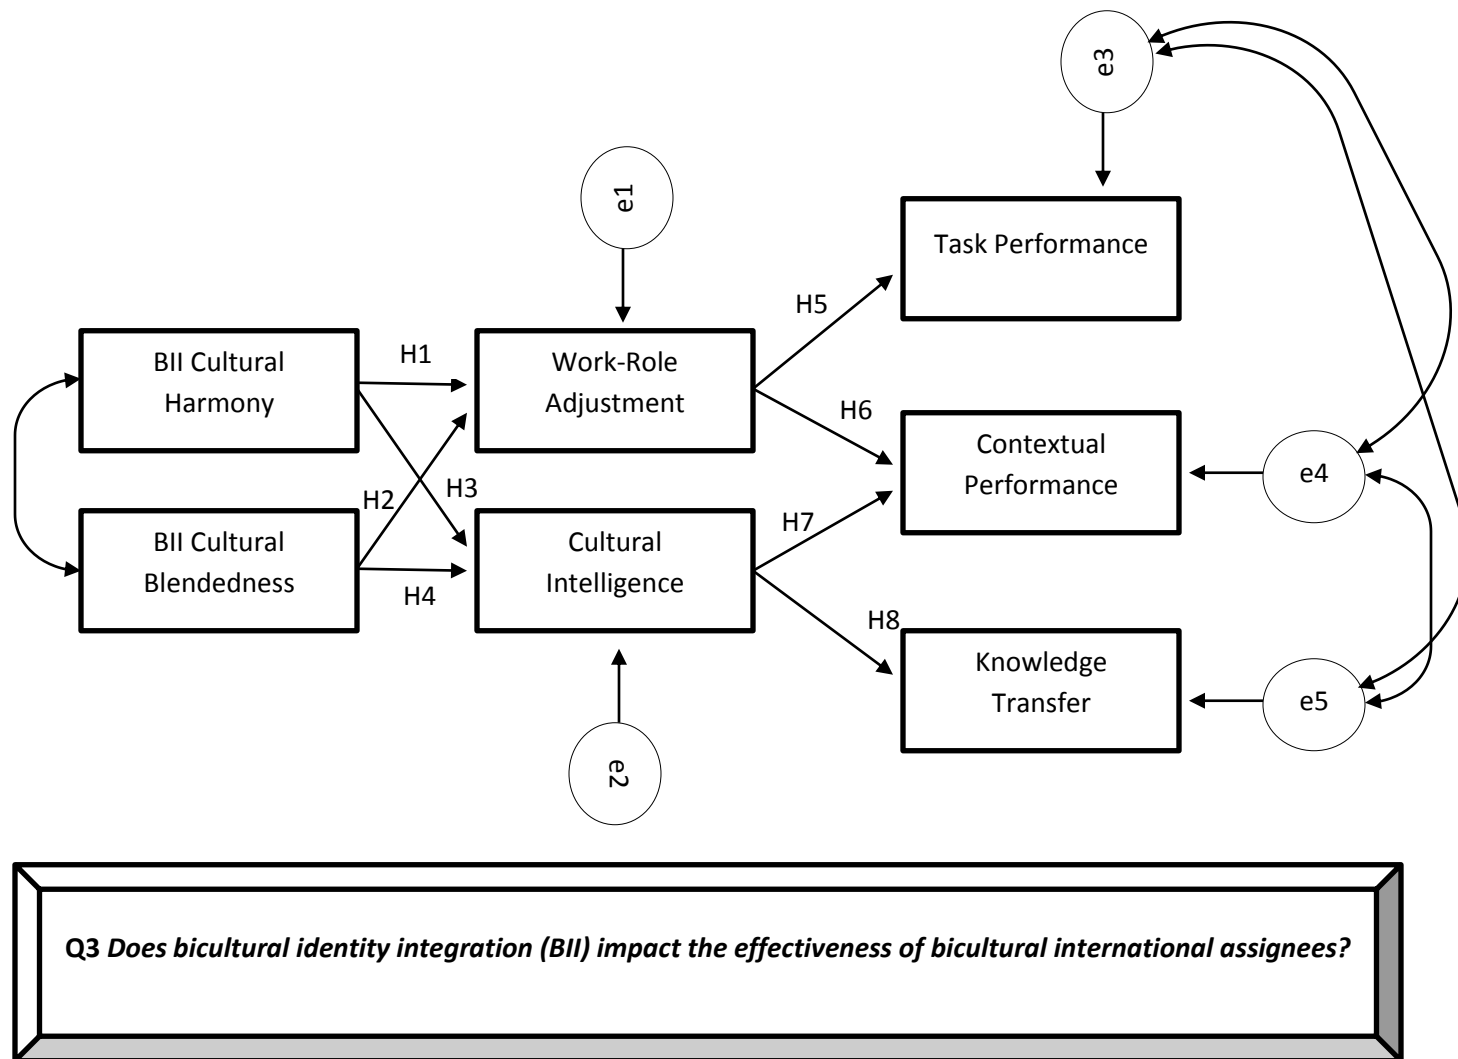 e3
e1
Task Performance
H5
BII Cultural
Harmony
H1
Work-Role
Adjustment
H6
Contextual
Performance
e4
H3
H2
H7
BII Cultural
Blendedness
H4
Cultural
Intelligence
H8
Knowledge
Transfer
e5
e2
Q3 Does bicultural identity integration (BII) impact the effectiveness of bicultural international assignees?